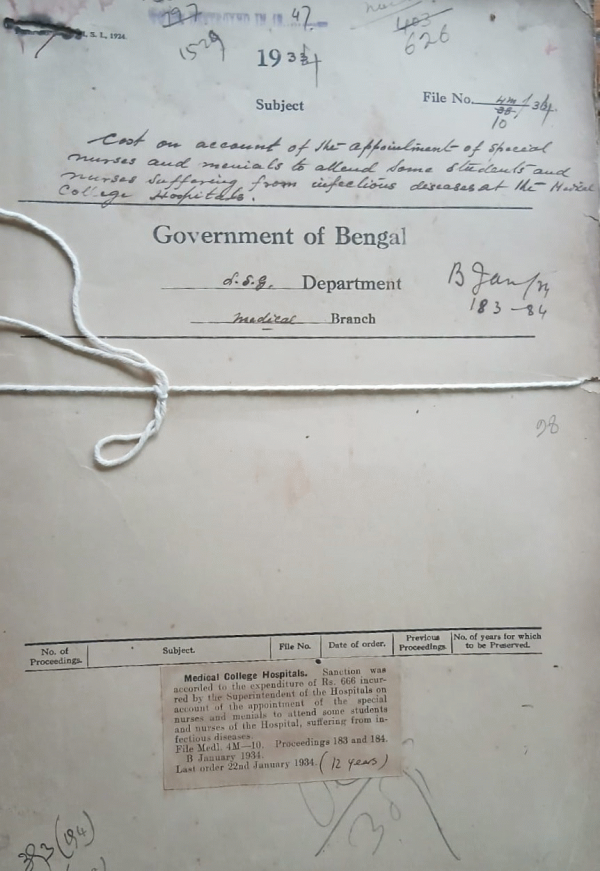 197
47.
1529
403
626
1934
Subject
File No. 4M/34
10
Cost on account of the appointment of special
nurses and menials to attend some students and
nurses suffering from infectious diseases at the Medical
College Hospitals.
Government of Bengal
L.S.G. Department
Medical Branch
B Jan/34
183-84
No. of Proceedings. Subject. File No. Date of order. Previous Proceedings. No. of years for which to be Preserved.
Medical College Hospitals. Sanction was
accorded to the expenditure of Rs. 666 incur-
red by the Superintendent of the Hospitals on
account of the appointment of the special
nurses and menials to attend some students
and nurses of the Hospital, suffering from in-
fectious diseases.
File Medl. 4M—10. Proceedings 183 and 184.
B January 1934.
Last order 22nd January 1934. (12 years)